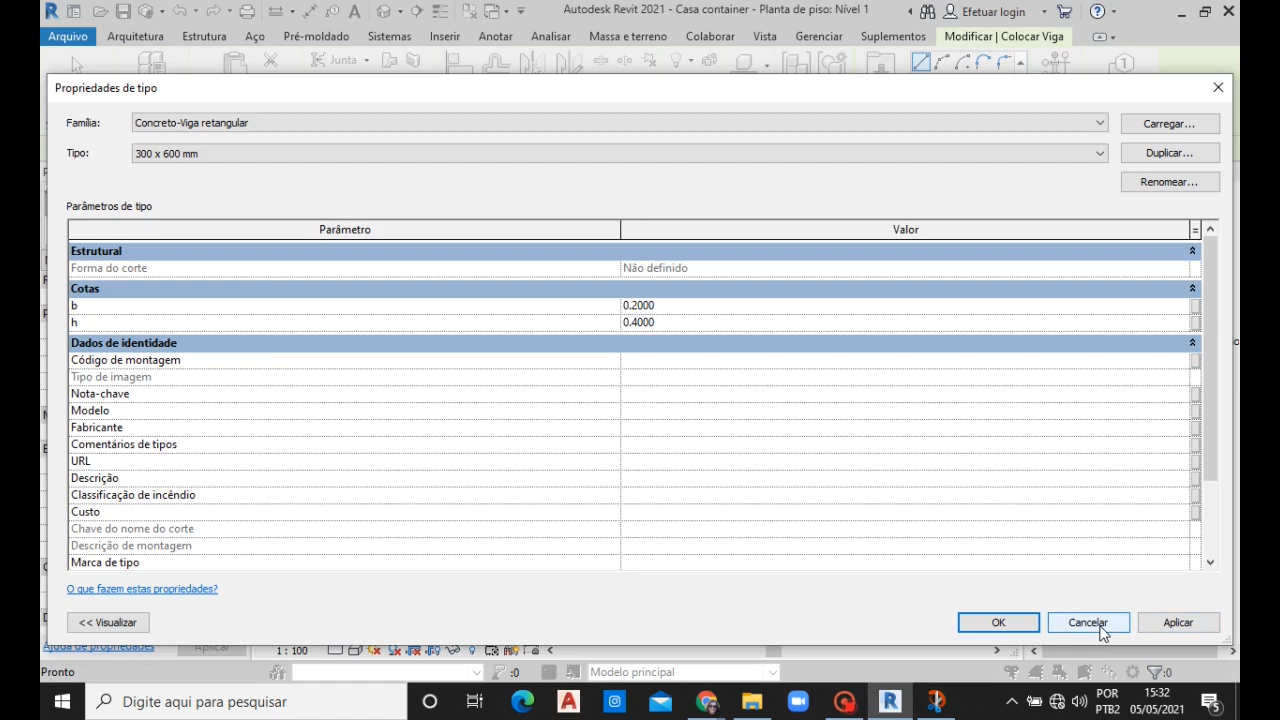 Autodesk Revit 2021 - Casa container - Planta de piso: Nível 1
Efetuar login
Arquivo Arquitetura Estrutura Aço Pré-moldado Sistemas Inserir Anotar Analisar Massa e terreno Colaborar Vista Gerenciar Suplementos Modificar | Colocar Viga
Junte
Propriedades de tipo
Família: Concreto-Viga retangular Carregar...
Tipo: 300 x 600 mm Duplicar...
Renomear...
Parâmetros de tipo
Parâmetro Valor =
Estrutural
Forma do corte Não definido
Cotas
b 0.2000
h 0.4000
Dados de identidade
Código de montagem
Tipo de imagem
Nota-chave
Modelo
Fabricante
Comentários de tipos
URL
Descrição
Classificação de incêndio
Custo
Chave do nome do corte
Descrição de montagem
Marca de tipo
O que fazem estas propriedades?
<< Visualizar OK Cancelar Aplicar
Ajuda de propriedades Aplicar 1 : 100
Pronto :0 Modelo principal :0
Digite aqui para pesquisar
POR 15:32
PTB2 05/05/2021 5